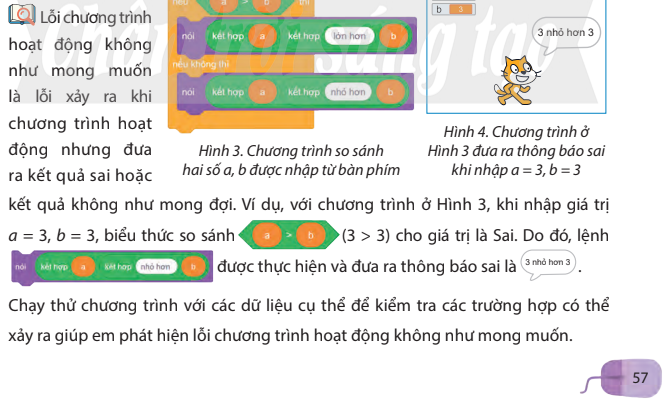 Lỗi chương trình
hoạt động không
như mong muốn
là lỗi xảy ra khi
chương trình hoạt
động nhưng đưa
ra kết quả sai hoặc
nếu a > b thì
nói kết hợp a kết hợp lớn hơn b
nếu không thì
nói kết hợp a kết hợp nhỏ hơn b
Hình 3. Chương trình so sánh
hai số a, b được nhập từ bàn phím
b 3
3 nhỏ hơn 3
Hình 4. Chương trình ở
Hình 3 đưa ra thông báo sai
khi nhập a = 3, b = 3
kết quả không như mong đợi. Ví dụ, với chương trình ở Hình 3, khi nhập giá trị
a = 3, b = 3, biểu thức so sánh a > b (3 > 3) cho giá trị là Sai. Do đó, lệnh
nói kết hợp a kết hợp nhỏ hơn b được thực hiện và đưa ra thông báo sai là 3 nhỏ hơn 3 .
Chạy thử chương trình với các dữ liệu cụ thể để kiểm tra các trường hợp có thể
xảy ra giúp em phát hiện lỗi chương trình hoạt động không như mong muốn.
57
Chân trời sáng tạo